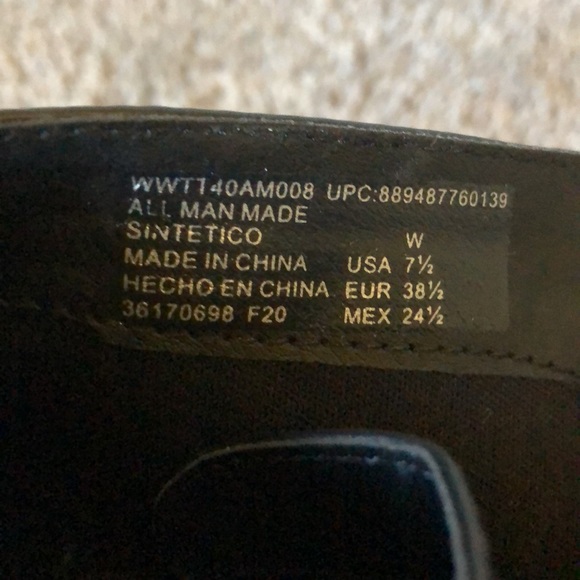 WWT140AM008 UPC:889487760139
ALL MAN MADE
SINTETICO W
MADE IN CHINA USA 7½
HECHO EN CHINA EUR 38½
36170698 F20 MEX 24½